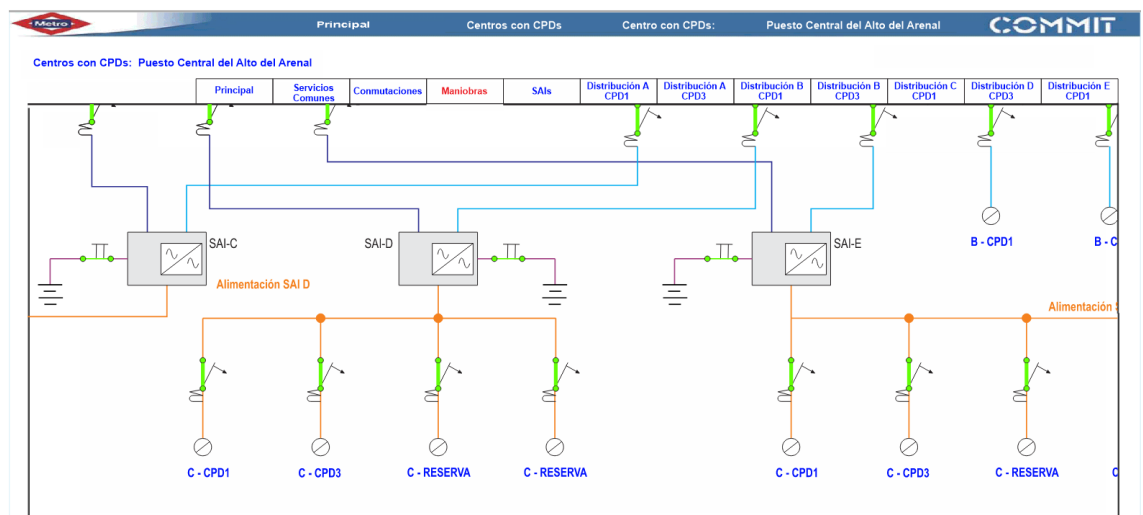 Metro
Principal
Centros con CPDs
Centro con CPDs:
Puesto Central del Alto del Arenal
COMMIT
Centros con CPDs: Puesto Central del Alto del Arenal
Principal
Servicios
Comunes
Conmutaciones
Maniobras
SAIs
Distribución A
CPD1
Distribución A
CPD3
Distribución B
CPD1
Distribución B
CPD3
Distribución C
CPD1
Distribución D
CPD3
Distribución E
CPD1
B - CPD1
B - C
SAI-C
SAI-D
SAI-E
Alimentación SAI D
Alimentación
C - CPD1
C - CPD3
C - RESERVA
C - RESERVA
C - CPD1
C - CPD3
C - RESERVA